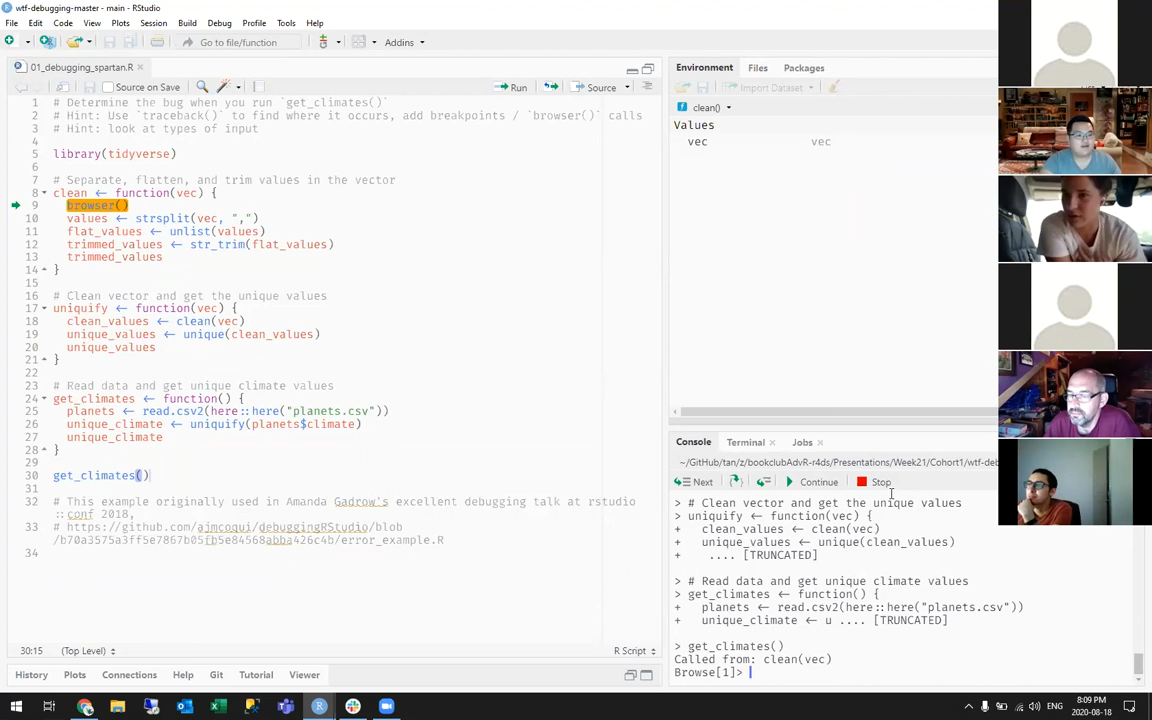 wtf-debugging-master - main - RStudio
File Edit Code View Plots Session Build Debug Profile Tools Help
Go to file/function
Addins
01_debugging_spartan.R
Source on Save
Run
Source
1 # Determine the bug when you run `get_climates()`
2 # Hint: Use `traceback()` to find where it occurs, add breakpoints / `browser()` calls
3 # Hint: look at types of input
4
5 library(tidyverse)
6
7 # Separate, flatten, and trim values in the vector
8 clean ← function(vec) {
9 browser()
10 values ← strsplit(vec, ",")
11 flat_values ← unlist(values)
12 trimmed_values ← str_trim(flat_values)
13 trimmed_values
14 }
15
16 # Clean vector and get the unique values
17 uniquify ← function(vec) {
18 clean_values ← clean(vec)
19 unique_values ← unique(clean_values)
20 unique_values
21 }
22
23 # Read data and get unique climate values
24 get_climates ← function() {
25 planets ← read.csv2(here::here("planets.csv"))
26 unique_climate ← uniquify(planets$climate)
27 unique_climate
28 }
29
30 get_climates()
31
32 # This example originally used in Amanda Gadrow's excellent debugging talk at rstudio
::conf 2018,
33 # https://github.com/ajmcoqui/debuggingRStudio/blob
/b70a3575a3ff5e7867b05fb5e84568abba426c4b/error_example.R
34
30:15 (Top Level) R Script
History Plots Connections Help Git Tutorial Viewer
Environment Files Packages
Import Dataset
clean()
Values
vec vec
Console Terminal Jobs
~/GitHub/tan/z/bookclubAdvR-r4ds/Presentations/Week21/Cohort1/wtf-deb
Next Continue Stop
> # Clean vector and get the unique values
> uniquify ← function(vec) {
+ clean_values ← clean(vec)
+ unique_values ← unique(clean_values)
+ .... [TRUNCATED]
> # Read data and get unique climate values
> get_climates ← function() {
+ planets ← read.csv2(here::here("planets.csv"))
+ unique_climate ← u .... [TRUNCATED]
> get_climates()
Called from: clean(vec)
Browse[1]>
ENG
8:09 PM
2020-08-18